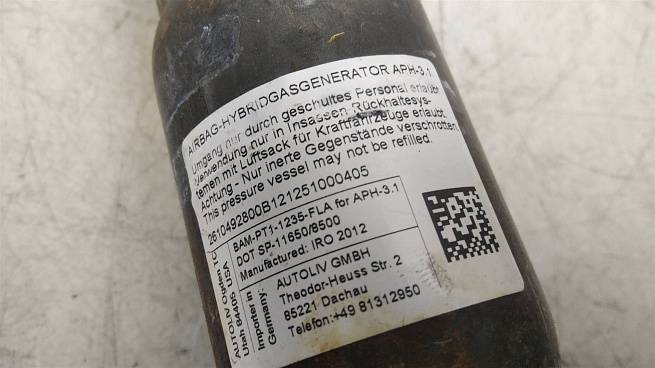 AIRBAG-HYBRIDGASGENERATOR APH-3.1
Umgang nur durch geschultes Personal erlaubt
Verwendung nur in Insassen Rückhaltesys-
temen mit Luftsack für Kraftfahrzeuge erlaubt.
Achtung - Nur inerte Gegenstände verschrotten
This pressure vessel may not be refilled.
2610492800B121251000405
BAM-PT1-1235-FLA for APH-3.1
DOT SP-11650/8500
Manufactured: IRO 2012
AUTOLIV Ogden
Utah 84405 USA
Importer in
Germany:
AUTOLIV GMBH
Theodor-Heuss Str. 2
85221 Dachau
Telefon:+49 81312950